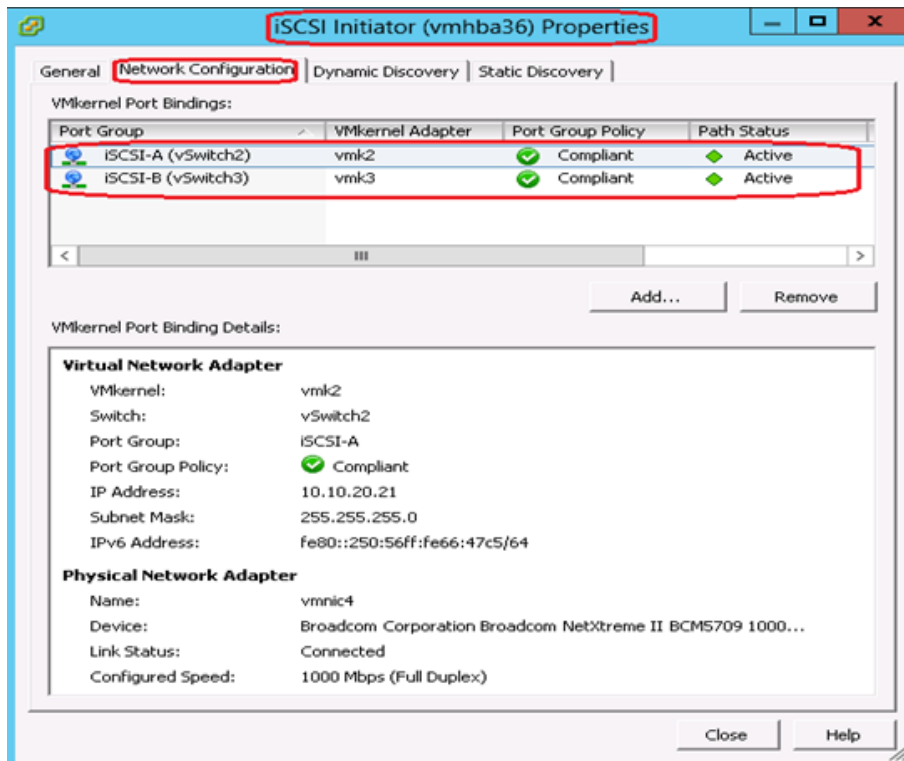 iSCSI Initiator (vmhba36) Properties
General Network Configuration Dynamic Discovery Static Discovery
VMkernel Port Bindings:
Port Group VMkernel Adapter Port Group Policy Path Status
iSCSI-A (vSwitch2) vmk2 Compliant Active
iSCSI-B (vSwitch3) vmk3 Compliant Active
Add... Remove
VMkernel Port Binding Details:
Virtual Network Adapter
VMkernel: vmk2
Switch: vSwitch2
Port Group: iSCSI-A
Port Group Policy: Compliant
IP Address: 10.10.20.21
Subnet Mask: 255.255.255.0
IPv6 Address: fe80::250:56ff:fe66:47c5/64
Physical Network Adapter
Name: vmnic4
Device: Broadcom Corporation Broadcom NetXtreme II BCM5709 1000...
Link Status: Connected
Configured Speed: 1000 Mbps (Full Duplex)
Close Help